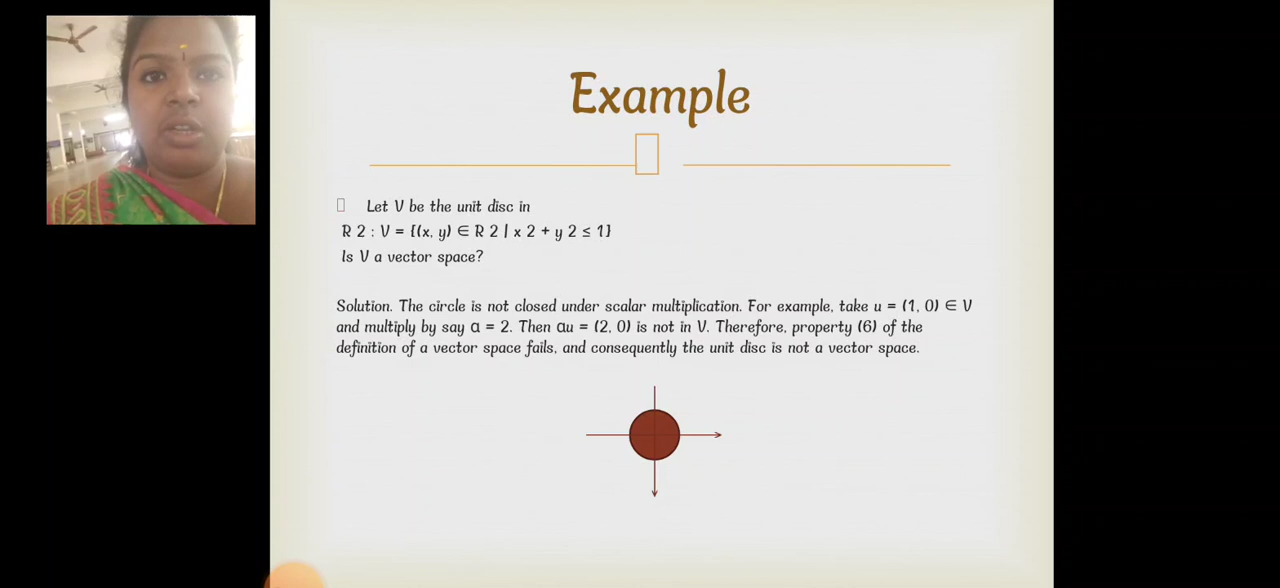 Example
Let V be the unit disc in
R 2 : V = {(x, y) ∈ R 2 | x 2 + y 2 ≤ 1}
Is V a vector space?
Solution. The circle is not closed under scalar multiplication. For example, take u = (1, 0) ∈ V
and multiply by say α = 2. Then αu = (2, 0) is not in V. Therefore, property (6) of the
definition of a vector space fails, and consequently the unit disc is not a vector space.